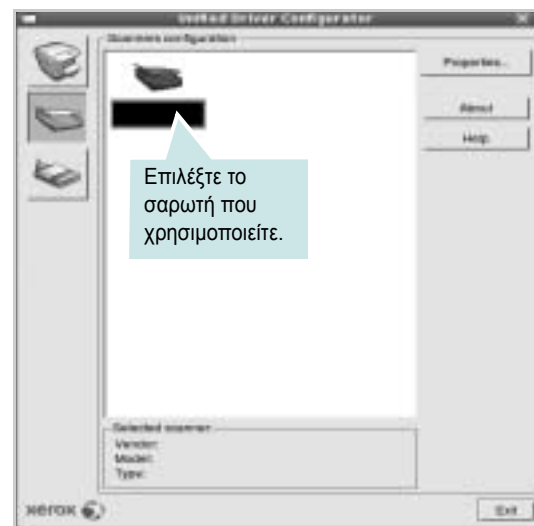 Unified Driver Configurator
Scanners configuration
Properties...
About
Help
Επιλέξτε το
σαρωτή που
χρησιμοποιείτε.
Selected scanner
Vendor:
Model:
Type:
xerox
Exit